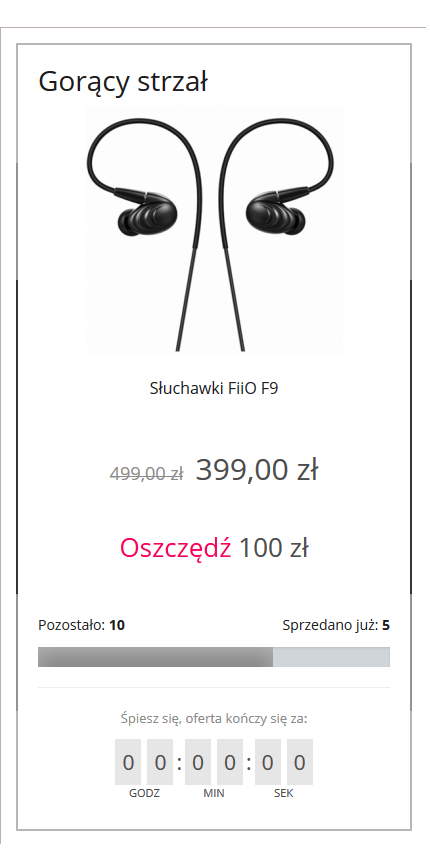 Gorący strzał
Słuchawki FiiO F9
499,00 zł 399,00 zł
Oszczędź 100 zł
Pozostało: 10 Sprzedano już: 5
Śpiesz się, oferta kończy się za:
0 0 : 0 0 : 0 0
GODZ MIN SEK